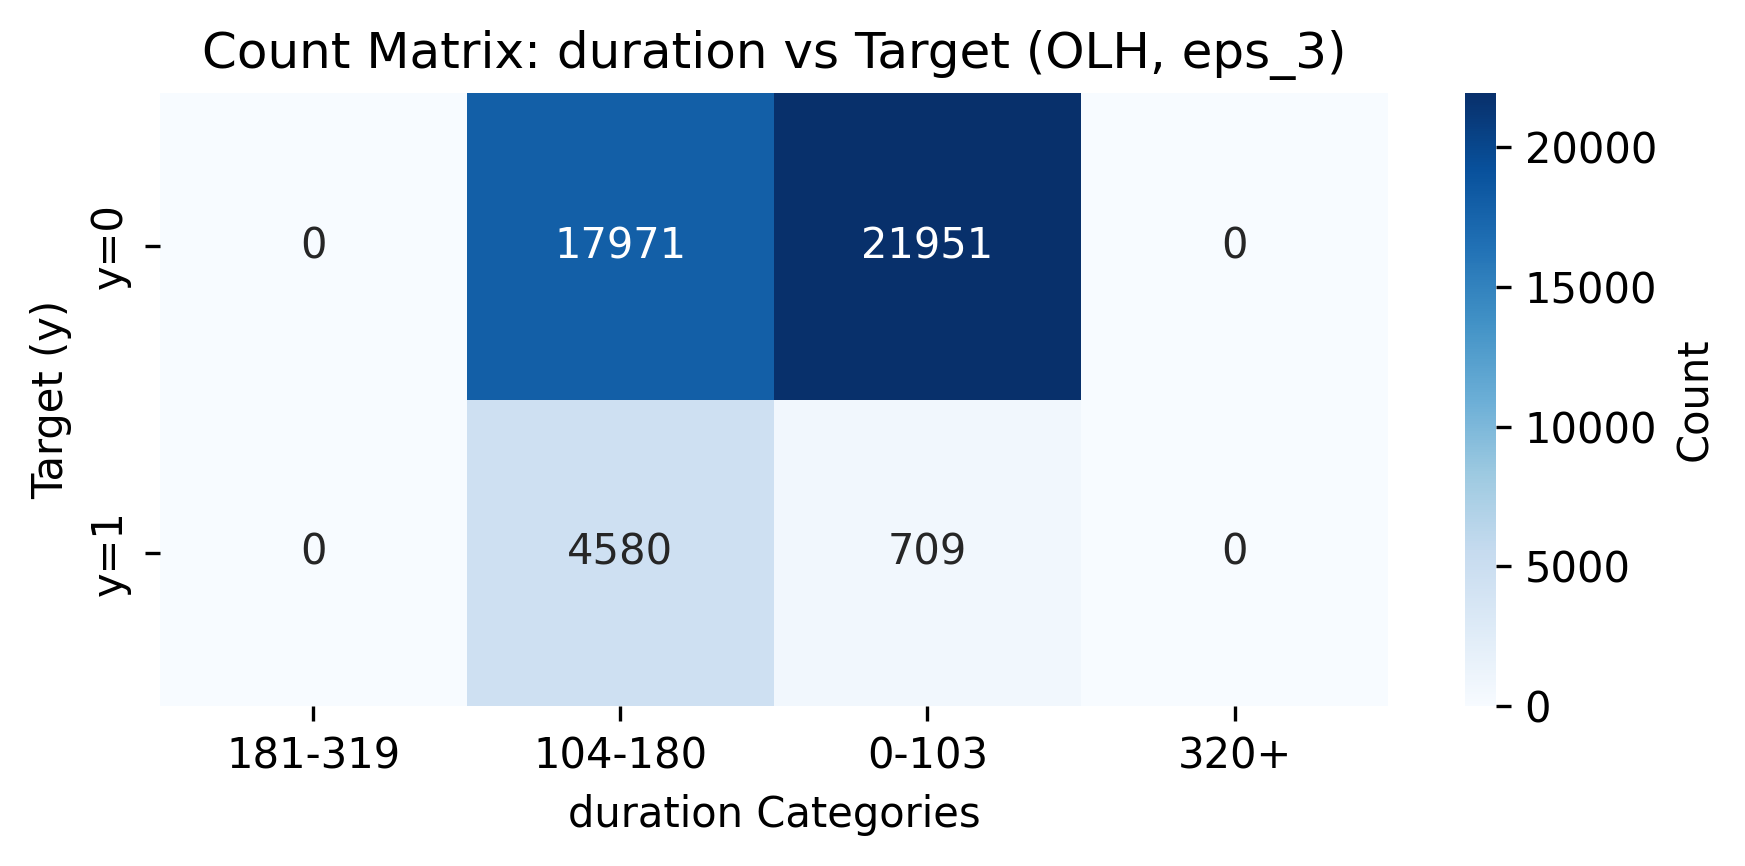 Count Matrix: duration vs Target (OLH, eps_3)
Target (y)
y=0
0
17971
21951
0
y=1
0
4580
709
0
181-319
104-180
0-103
320+
duration Categories
20000
15000
10000
5000
0
Count